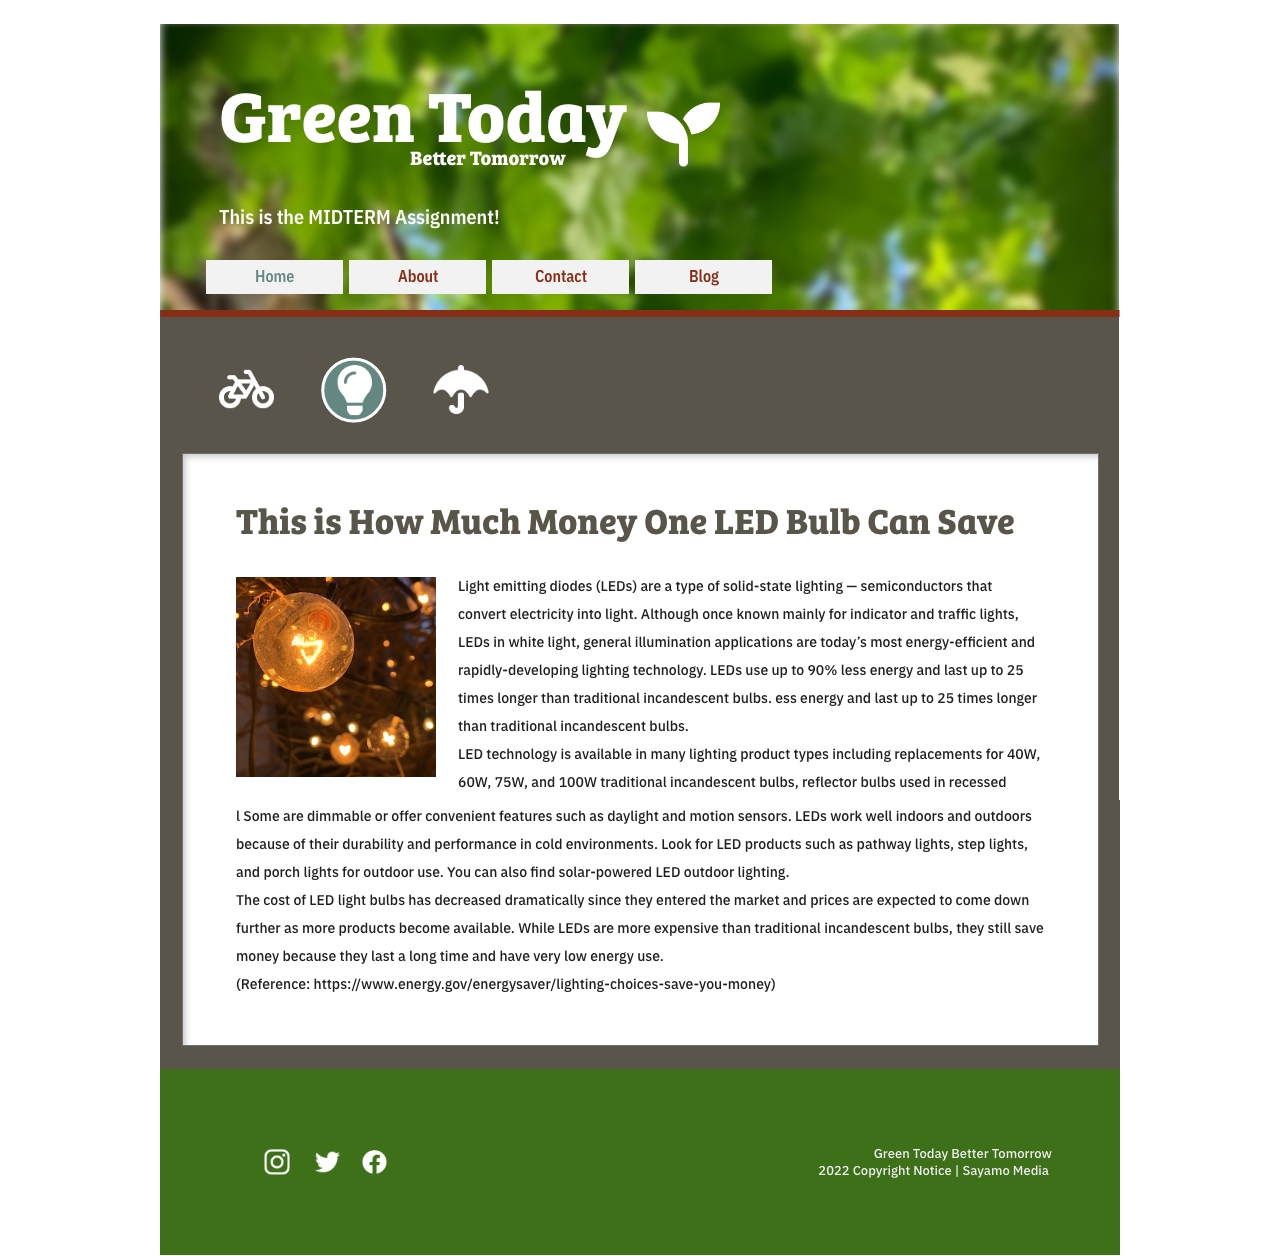 Green Today
Better Tomorrow
This is the MIDTERM Assignment!
Home About Contact Blog
This is How Much Money One LED Bulb Can Save
Light emitting diodes (LEDs) are a type of solid-state lighting — semiconductors that
convert electricity into light. Although once known mainly for indicator and traffic lights,
LEDs in white light, general illumination applications are today’s most energy-efficient and
rapidly-developing lighting technology. LEDs use up to 90% less energy and last up to 25
times longer than traditional incandescent bulbs. ess energy and last up to 25 times longer
than traditional incandescent bulbs.
LED technology is available in many lighting product types including replacements for 40W,
60W, 75W, and 100W traditional incandescent bulbs, reflector bulbs used in recessed
l Some are dimmable or offer convenient features such as daylight and motion sensors. LEDs work well indoors and outdoors
because of their durability and performance in cold environments. Look for LED products such as pathway lights, step lights,
and porch lights for outdoor use. You can also find solar-powered LED outdoor lighting.
The cost of LED light bulbs has decreased dramatically since they entered the market and prices are expected to come down
further as more products become available. While LEDs are more expensive than traditional incandescent bulbs, they still save
money because they last a long time and have very low energy use.
(Reference: https://www.energy.gov/energysaver/lighting-choices-save-you-money)
Green Today Better Tomorrow
2022 Copyright Notice | Sayamo Media